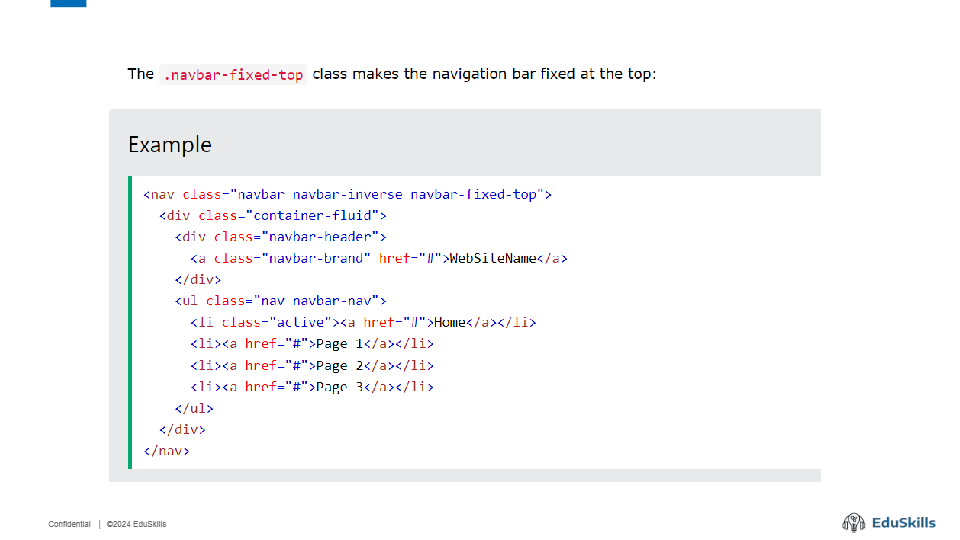 The .navbar-fixed-top class makes the navigation bar fixed at the top:
Example
<nav class="navbar navbar-inverse navbar-fixed-top">
  <div class="container-fluid">
    <div class="navbar-header">
      <a class="navbar-brand" href="#">WebSiteName</a>
    </div>
    <ul class="nav navbar-nav">
      <li class="active"><a href="#">Home</a></li>
      <li><a href="#">Page 1</a></li>
      <li><a href="#">Page 2</a></li>
      <li><a href="#">Page 3</a></li>
    </ul>
  </div>
</nav>
Confidential | ©2024 EduSkills
EduSkills